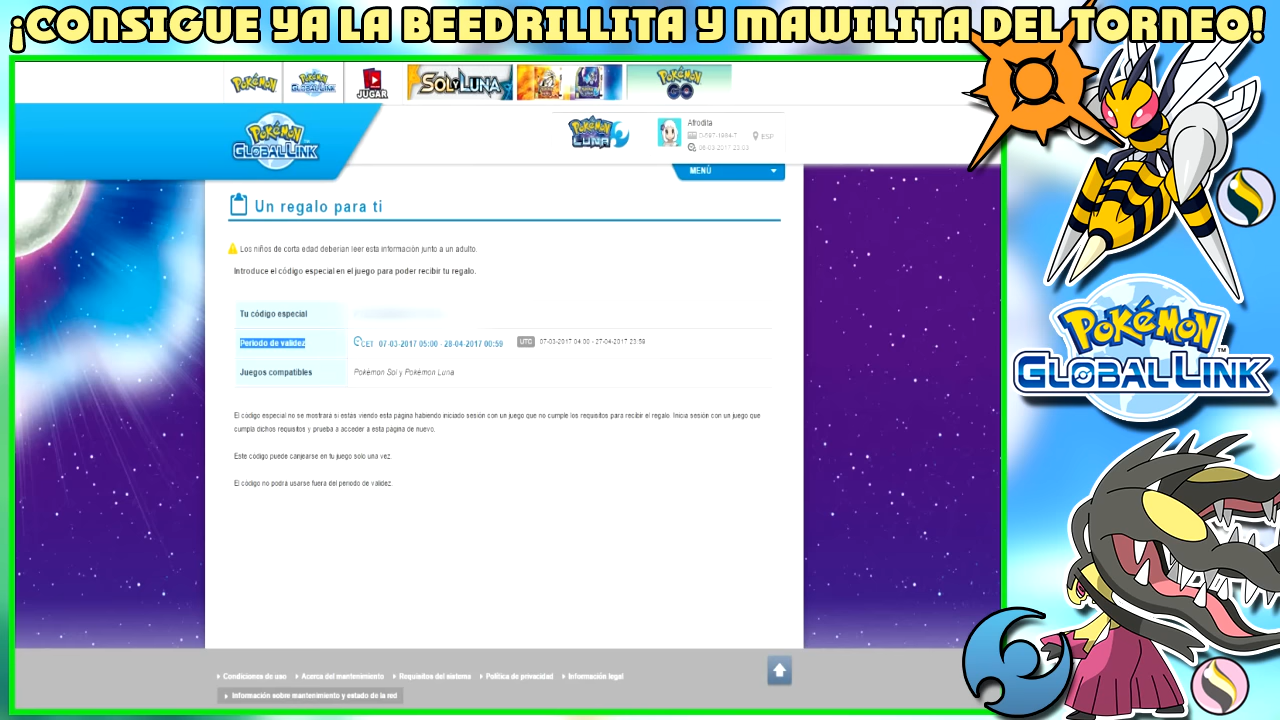 ¡CONSIGUE YA LA BEEDRILLITA Y MAWILITA DEL TORNEO!
POKÉMON POKÉMON GLOBAL LINK JUGAR SOL Y LUNA POKÉMON GO
POKÉMON GLOBAL LINK
POKÉMON LUNA
Afrodita
ESP
08-03-2017 23:03
MENÚ
Un regalo para ti
Los niños de corta edad deberían leer esta información junto a un adulto.
Introduce el código especial en el juego para poder recibir tu regalo.
Tu código especial
Periodo de validez CET 07-03-2017 05:00 - 28-04-2017 00:59 UTC 07-03-2017 04:00 - 27-04-2017 23:59
Juegos compatibles Pokémon Sol y Pokémon Luna
El código especial no se mostrará si estás viendo esta página habiendo iniciado sesión con un juego que no cumple los requisitos para recibir el regalo. Inicia sesión con un juego que
cumpla dichos requisitos y prueba a acceder a esta página de nuevo.
Este código puede canjearse en tu juego solo una vez.
El código no podrá usarse fuera del periodo de validez.
Condiciones de uso Acerca del mantenimiento Requisitos del sistema Política de privacidad Información legal
Información sobre mantenimiento y estado de la red
POKÉMON
GLOBAL LINK
TM